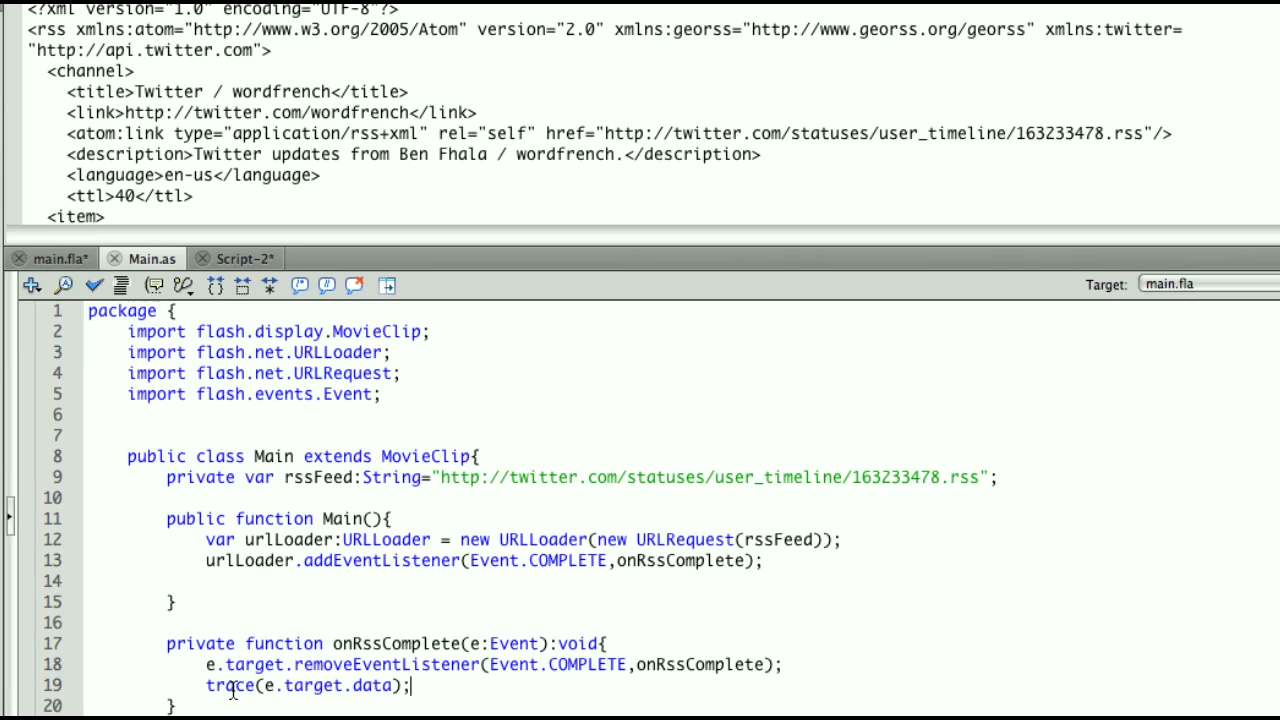 <?xml version="1.0" encoding="UTF-8"?>
<rss xmlns:atom="http://www.w3.org/2005/Atom" version="2.0" xmlns:georss="http://www.georss.org/georss" xmlns:twitter=
"http://api.twitter.com">
<channel>
<title>Twitter / wordfrench</title>
<link>http://twitter.com/wordfrench</link>
<atom:link type="application/rss+xml" rel="self" href="http://twitter.com/statuses/user_timeline/163233478.rss"/>
<description>Twitter updates from Ben Fhala / wordfrench.</description>
<language>en-us</language>
<ttl>40</ttl>
<item>
main.fla* Main.as Script-2*
Target: main.fla
1 package {
2 import flash.display.MovieClip;
3 import flash.net.URLLoader;
4 import flash.net.URLRequest;
5 import flash.events.Event;
6
7
8 public class Main extends MovieClip{
9 private var rssFeed:String="http://twitter.com/statuses/user_timeline/163233478.rss";
10
11 public function Main(){
12 var urlLoader:URLLoader = new URLLoader(new URLRequest(rssFeed));
13 urlLoader.addEventListener(Event.COMPLETE,onRssComplete);
14
15 }
16
17 private function onRssComplete(e:Event):void{
18 e.target.removeEventListener(Event.COMPLETE,onRssComplete);
19 trace(e.target.data);
20 }